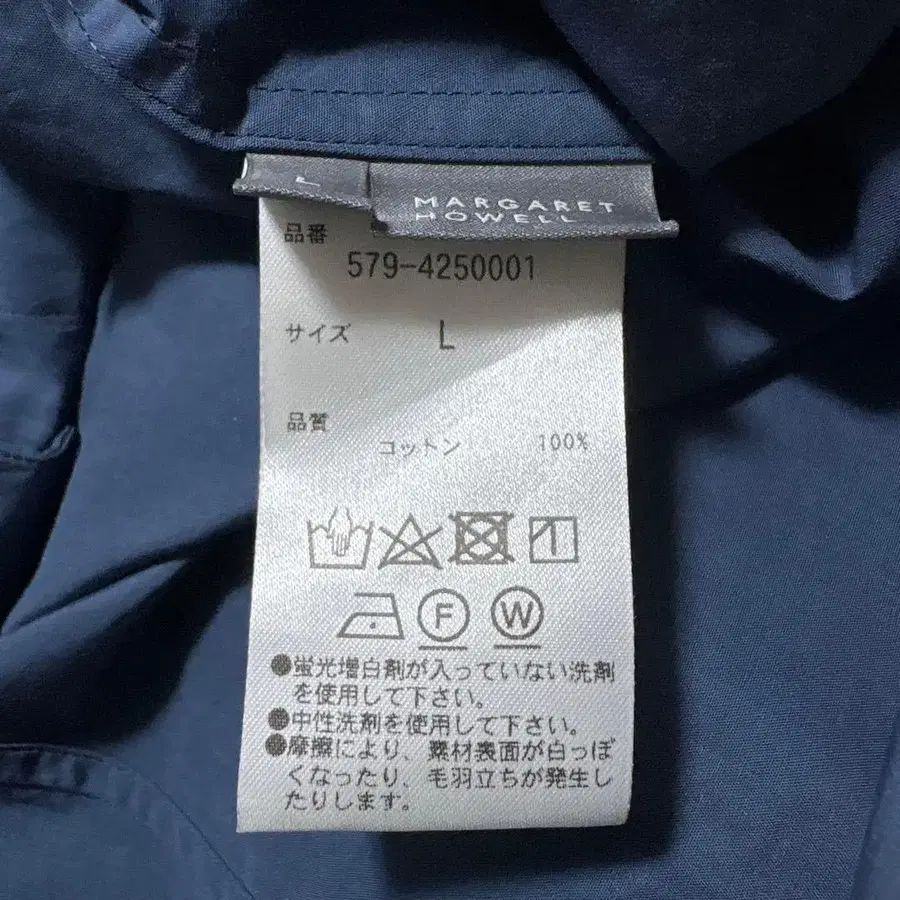 L
MARGARET
HOWELL
品番
579-4250001
サイズ L
品質
コットン 100%
F W
●蛍光増白剤が入っていない洗剤
を使用して下さい。
●中性洗剤を使用して下さい。
●摩擦により、素材表面が白っぽ
くなったり、毛羽立ちが発生し
たりします。